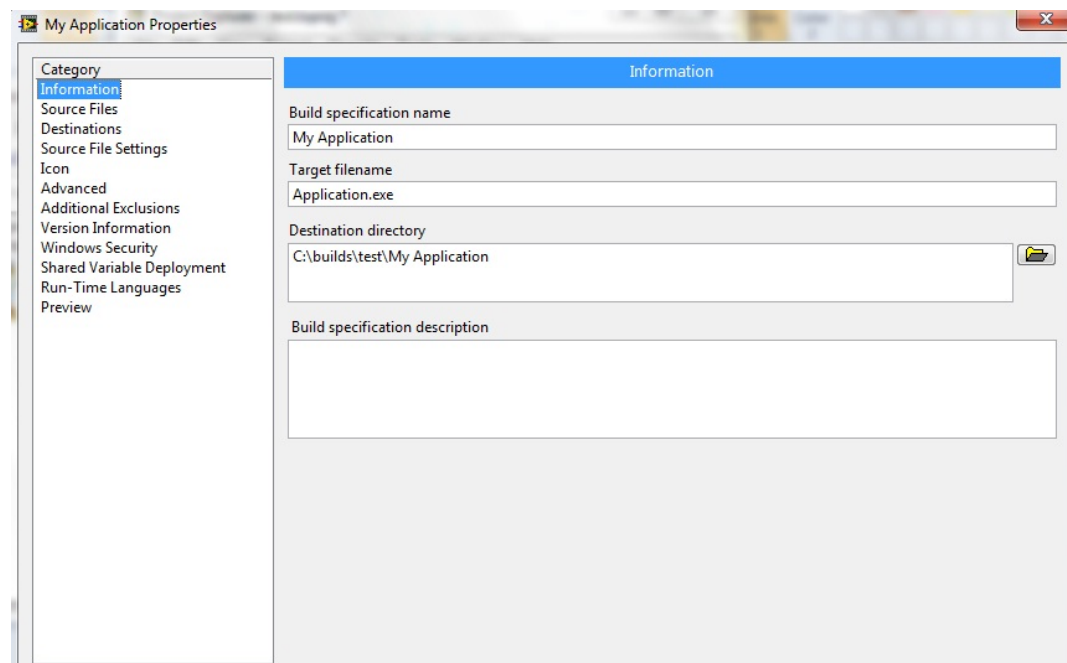 My Application Properties
Category
Information
Source Files
Destinations
Source File Settings
Icon
Advanced
Additional Exclusions
Version Information
Windows Security
Shared Variable Deployment
Run-Time Languages
Preview
Information
Build specification name
My Application
Target filename
Application.exe
Destination directory
C:\builds\test\My Application
Build specification description